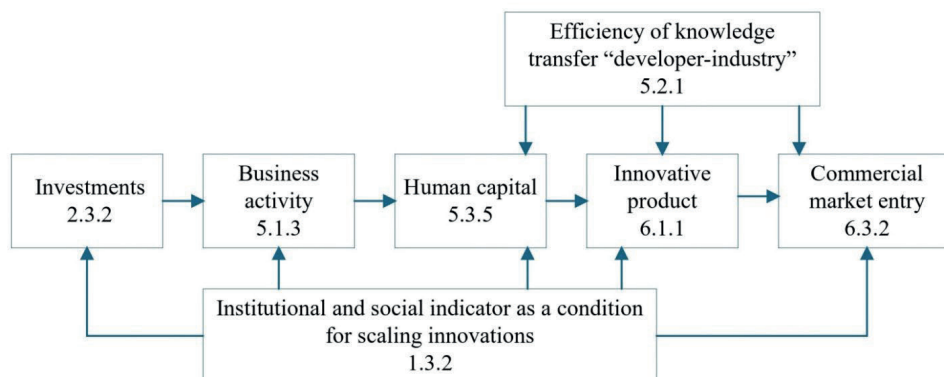 Efficiency of knowledge
transfer “developer-industry”
5.2.1
Investments
2.3.2
Business
activity
5.1.3
Human capital
5.3.5
Innovative
product
6.1.1
Commercial
market entry
6.3.2
Institutional and social indicator as a condition
for scaling innovations
1.3.2